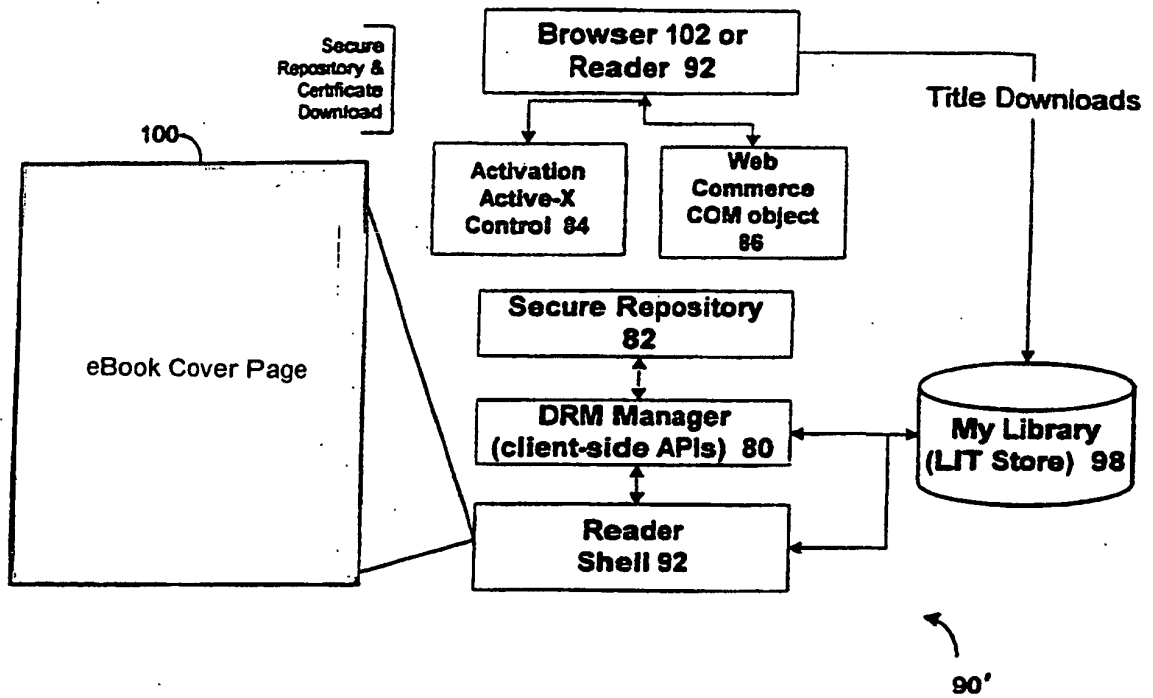 Secure
Repository &
Certificate
Download
Browser 102 or
Reader 92
Title Downloads
100
Activation
Active-X
Control 84
Web
Commerce
COM object
86
eBook Cover Page
Secure Repository
82
DRM Manager
(client-side APIs) 80
My Library
(LIT Store) 98
Reader
Shell 92
90'